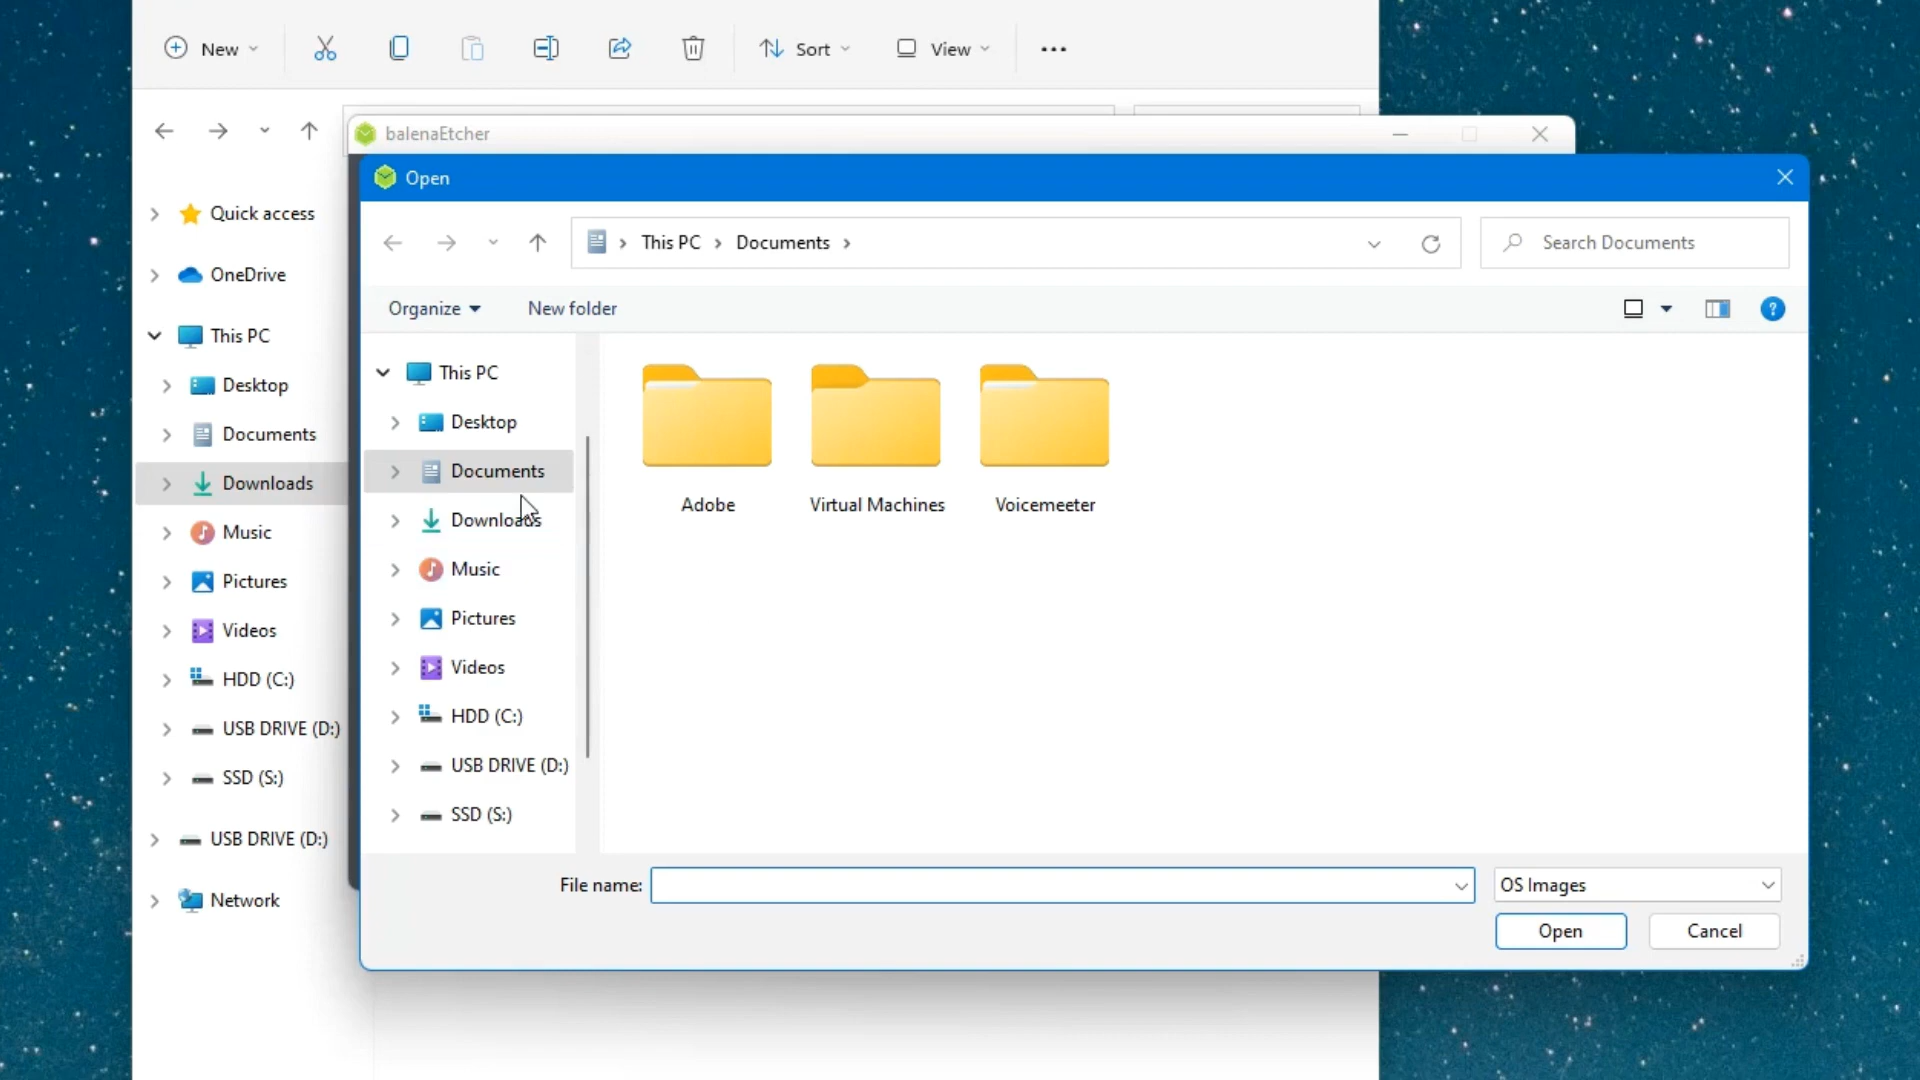 New
Sort
View
balenaEtcher
Open
This PC > Documents >
Search Documents
Organize
New folder
Quick access
OneDrive
This PC
Desktop
Documents
Downloads
Music
Pictures
Videos
HDD (C:)
USB DRIVE (D:)
SSD (S:)
USB DRIVE (D:)
Network
This PC
Desktop
Documents
Downloads
Music
Pictures
Videos
HDD (C:)
USB DRIVE (D:)
SSD (S:)
Adobe
Virtual Machines
Voicemeeter
File name:
OS Images
Open
Cancel